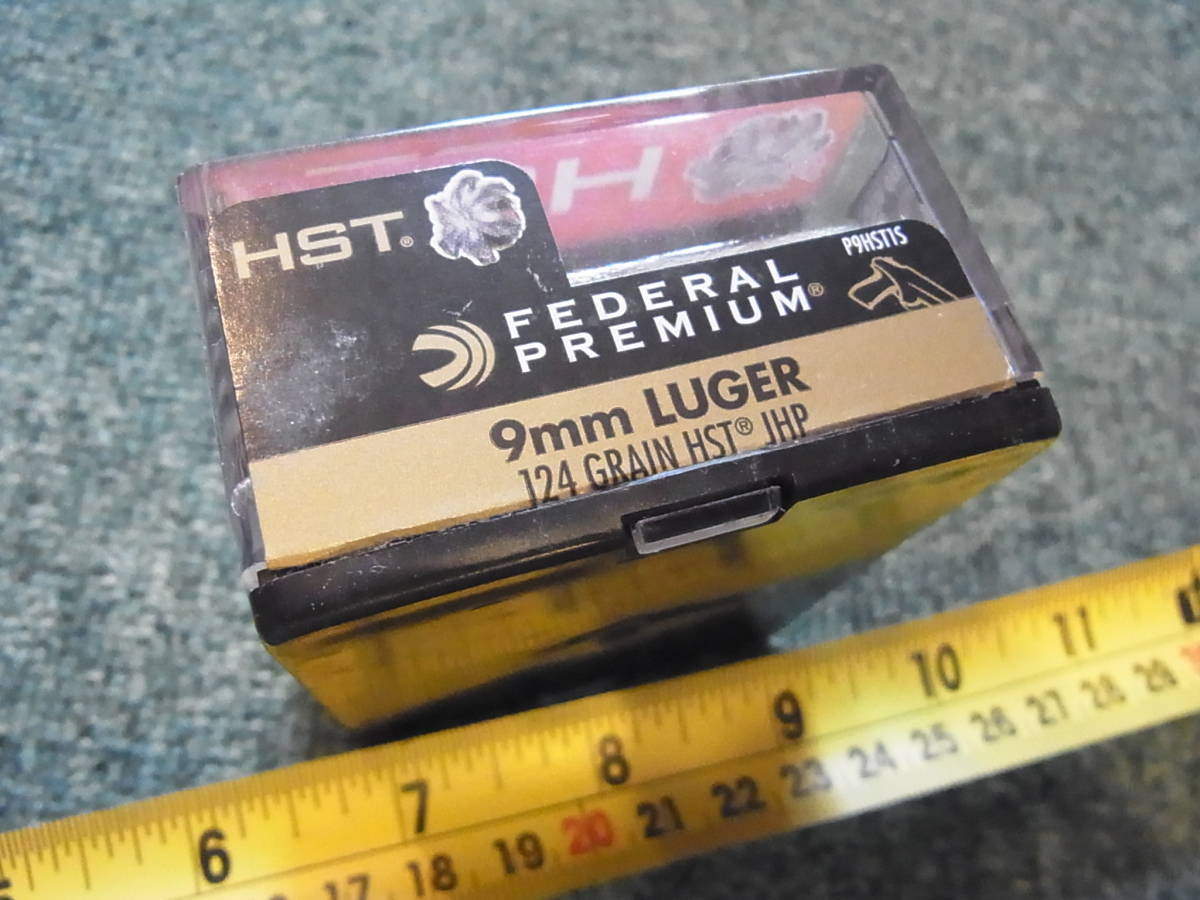 HST®
H
P9HST1S
FEDERAL
PREMIUM®
9mm LUGER
124 GRAIN HST® JHP
6 7 8 9 10 11
17 18 19 20 21 22 23 24 25 26 27 28 29